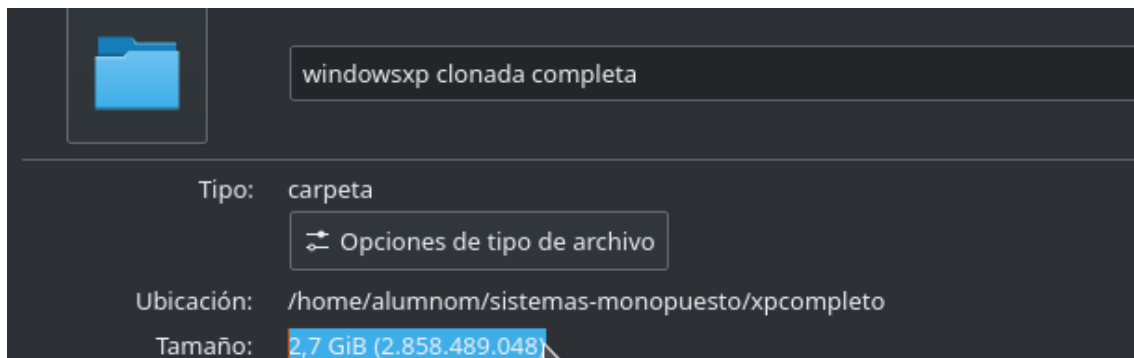 windowsxp clonada completa
Tipo: carpeta
Opciones de tipo de archivo
Ubicación: /home/alumnom/sistemas-monopuesto/xpcompleto
Tamaño: 2,7 GiB (2.858.489.048)